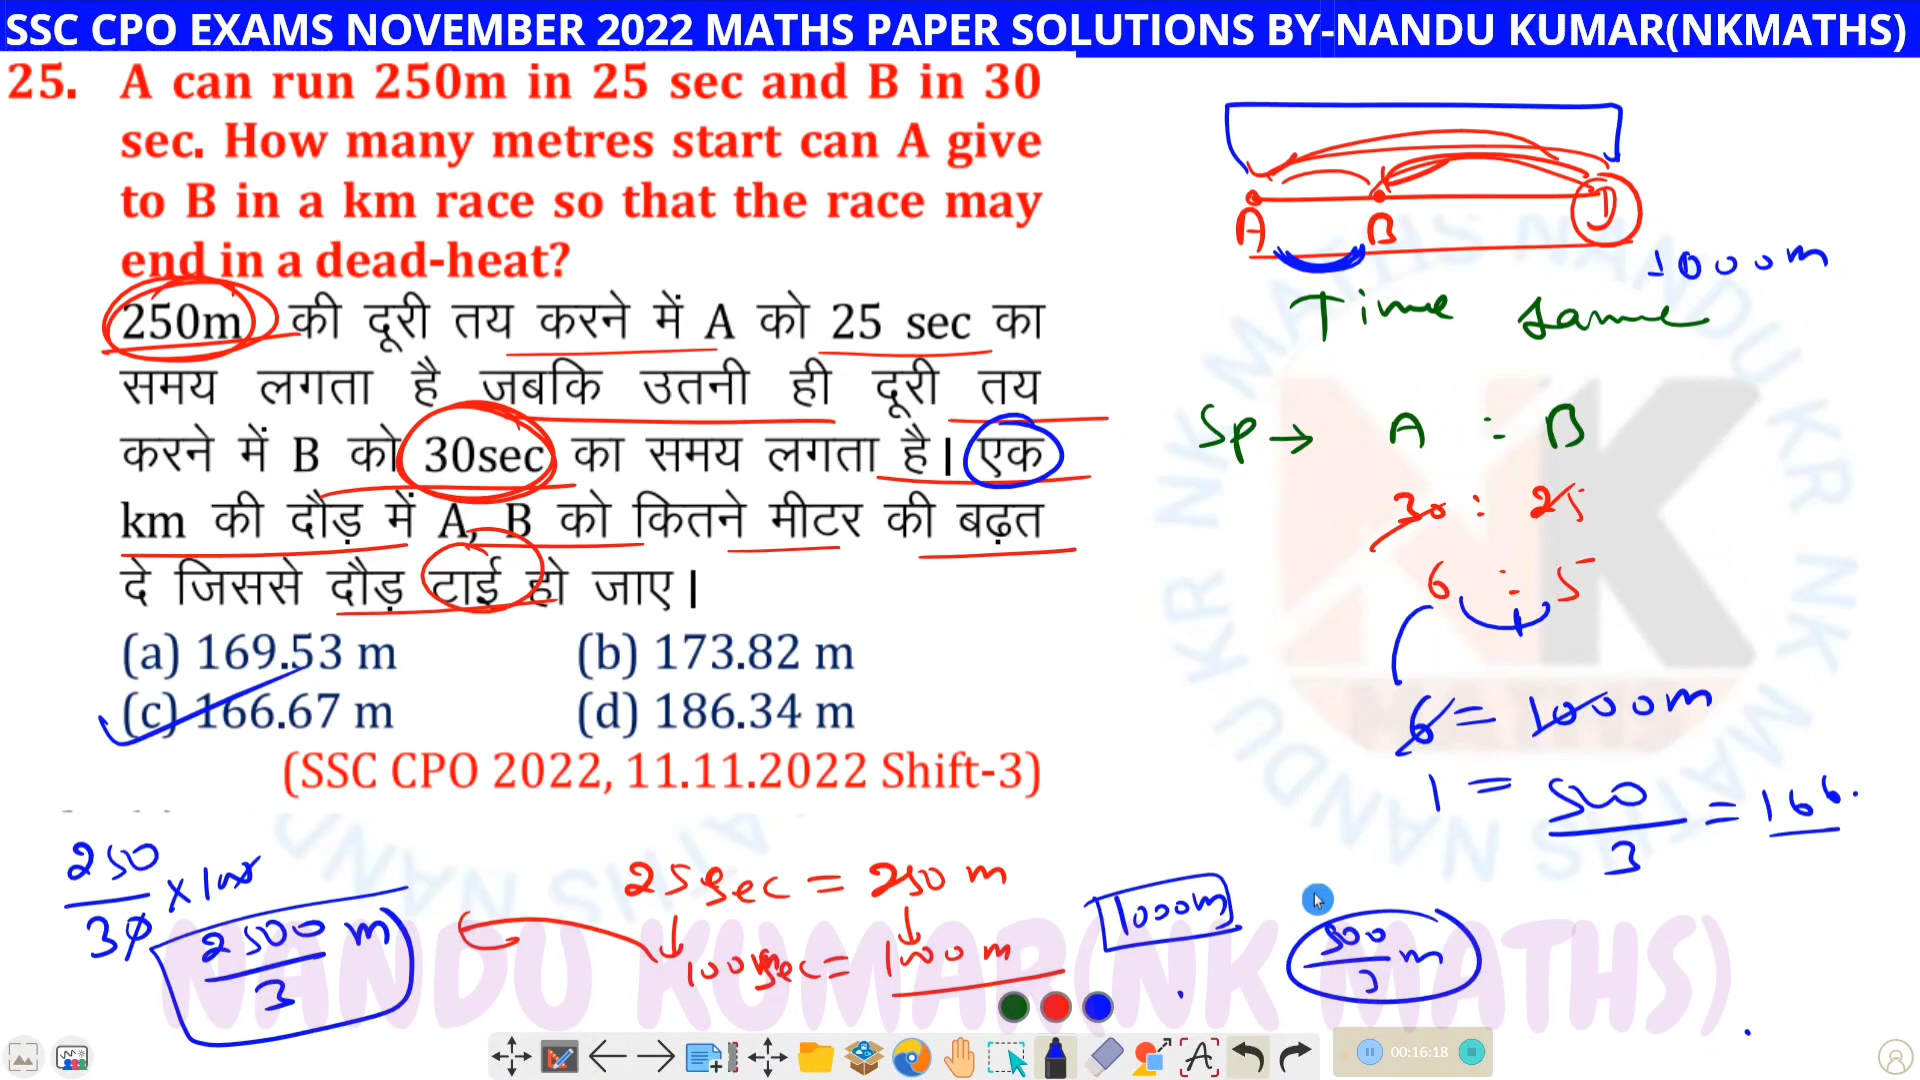 SSC CPO EXAMS NOVEMBER 2022 MATHS PAPER SOLUTIONS BY-NANDU KUMAR(NKMATHS)
25. A can run 250m in 25 sec and B in 30
sec. How many metres start can A give
to B in a km race so that the race may
end in a dead-heat?
250m की दूरी तय करने में A को 25 sec का
समय लगता है जबकि उतनी ही दूरी तय
करने में B को 30sec का समय लगता है। एक
km की दौड़ में A, B को कितने मीटर की बढ़त
दे जिससे दौड़ टाई हो जाए।
(a) 169.53 m (b) 173.82 m
(c) 166.67 m (d) 186.34 m
(SSC CPO 2022, 11.11.2022 Shift-3)
A B D
1000m
Time same
Sp → A : B
30 : 25
6 : 5
6 = 1000m
1 = 500/3 = 166.
250/30 × 100
2500/3 m
25 sec = 250 m
100 sec = 1000 m
1000m
500/3 m
NANDU KUMAR(NK MATHS)
00:16:18